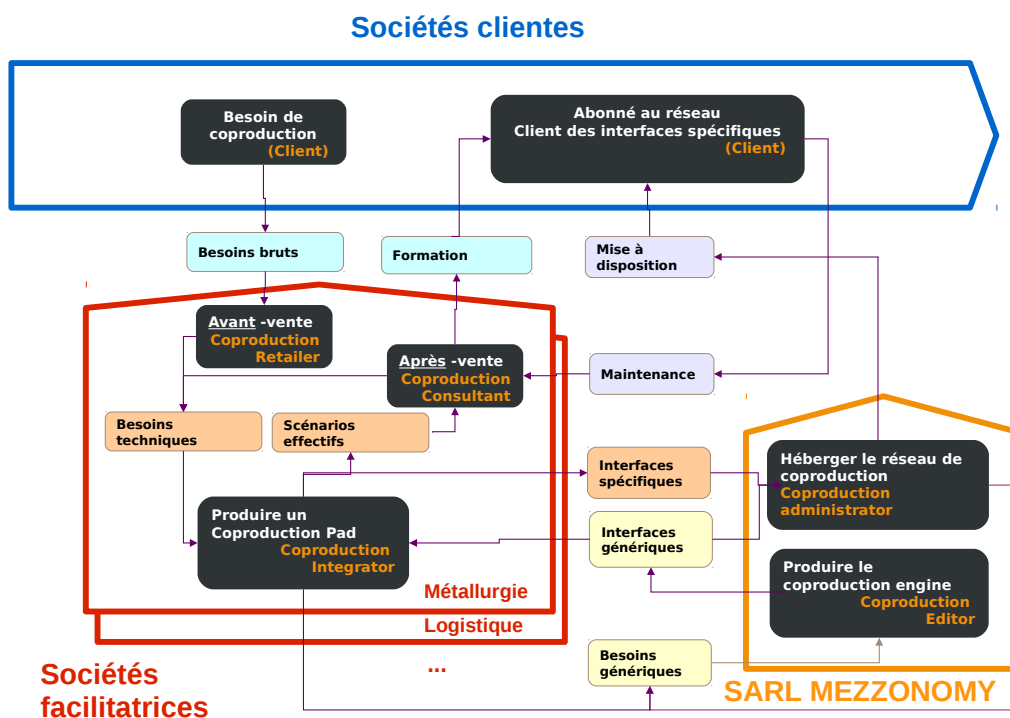 Sociétés clientes
Besoin de
coproduction
(Client)
Abonné au réseau
Client des interfaces spécifiques
(Client)
Besoins bruts
Formation
Mise à
disposition
Avant -vente
Coproduction
Retailer
Après -vente
Coproduction
Consultant
Maintenance
Besoins
techniques
Scénarios
effectifs
Interfaces
spécifiques
Héberger le réseau de
coproduction
Coproduction
administrator
Produire un
Coproduction Pad
Coproduction
Integrator
Interfaces
génériques
Produire le
coproduction engine
Coproduction
Editor
Métallurgie
Logistique
...
Besoins
génériques
Sociétés
facilitatrices
SARL MEZZONOMY